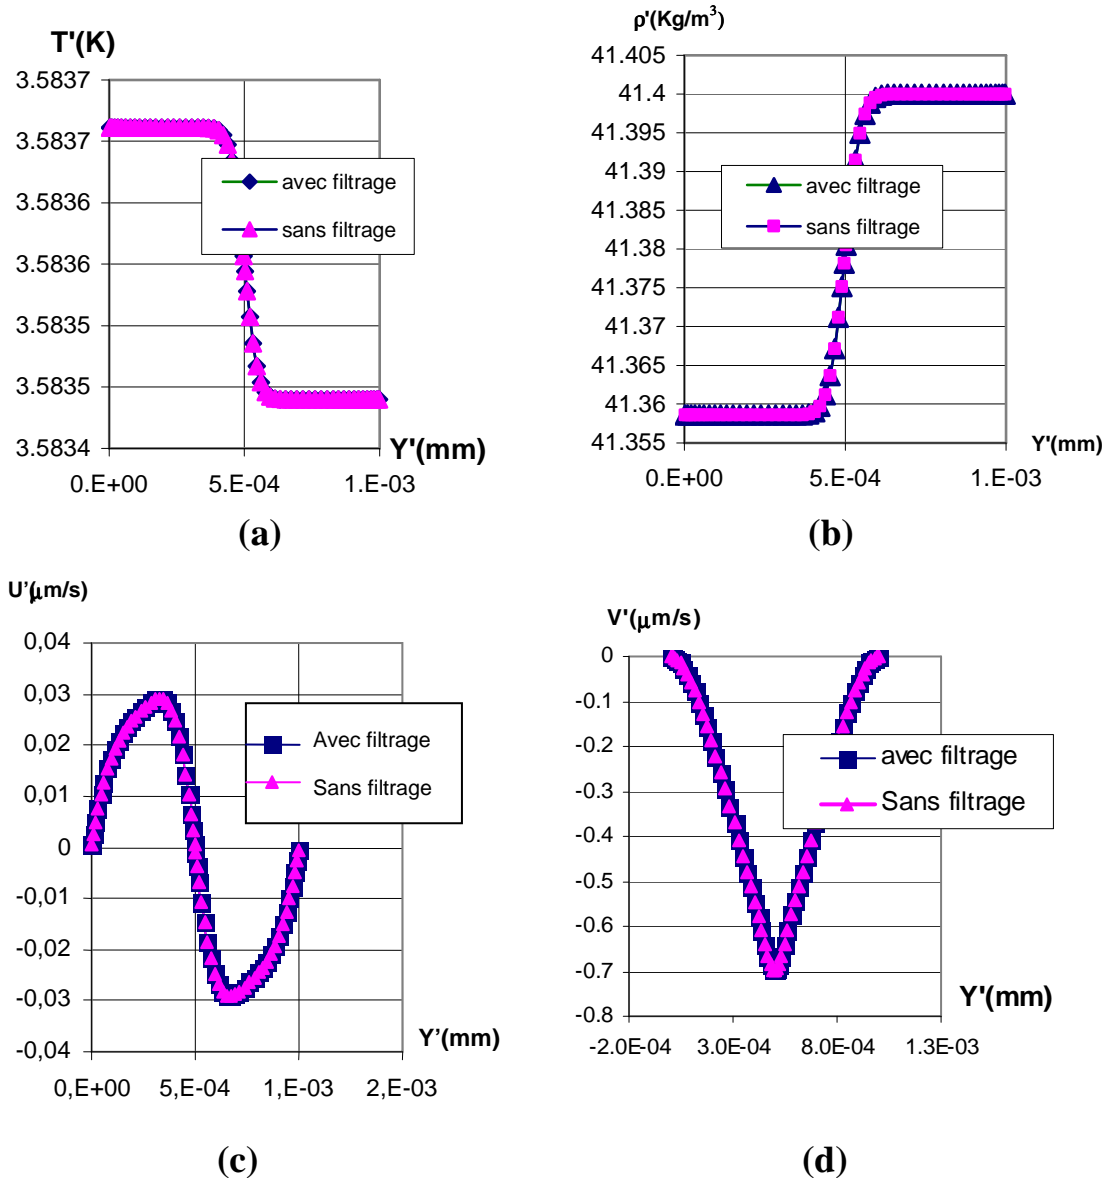 T'(K)
3.5837
3.5837
3.5836
3.5836
3.5835
3.5835
3.5834
avec filtrage
sans filtrage
Y'(mm)
0.E+00 5.E-04 1.E-03
(a)
ρ'(Kg/m³)
41.405
41.4
41.395
41.39
41.385
41.38
41.375
41.37
41.365
41.36
41.355
avec filtrage
sans filtrage
Y'(mm)
0.E+00 5.E-04 1.E-03
(b)
U'(μm/s)
0,04
0,03
0,02
0,01
0
-0,01
-0,02
-0,03
-0,04
Avec filtrage
Sans filtrage
Y’(mm)
0,E+00 5,E-04 1,E-03 2,E-03
(c)
V'(μm/s)
0
-0.1
-0.2
-0.3
-0.4
-0.5
-0.6
-0.7
-0.8
avec filtrage
Sans filtrage
Y'(mm)
-2.0E-04 3.0E-04 8.0E-04 1.3E-03
(d)